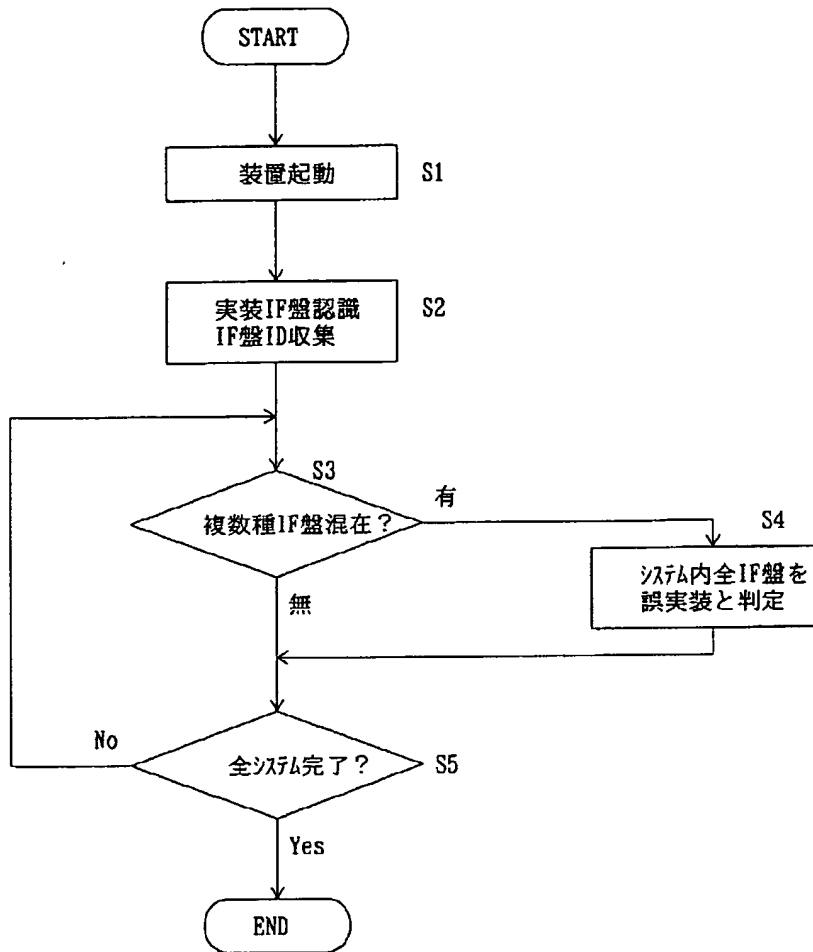 START
装置起動
S1
実装IF盤認識
IF盤ID収集
S2
S3
複数種IF盤混在？
有
S4
ｼｽﾃﾑ内全IF盤を
誤実装と判定
無
No
全ｼｽﾃﾑ完了？
S5
Yes
END